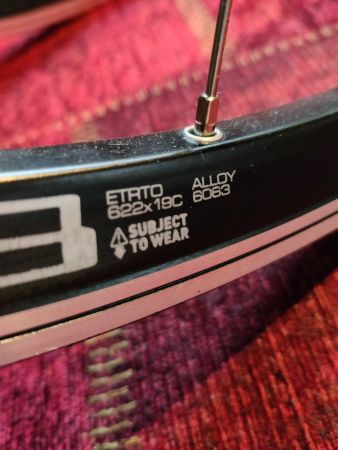 ETRTO ALLOY
622x19C 6063
SUBJECT
TO WEAR